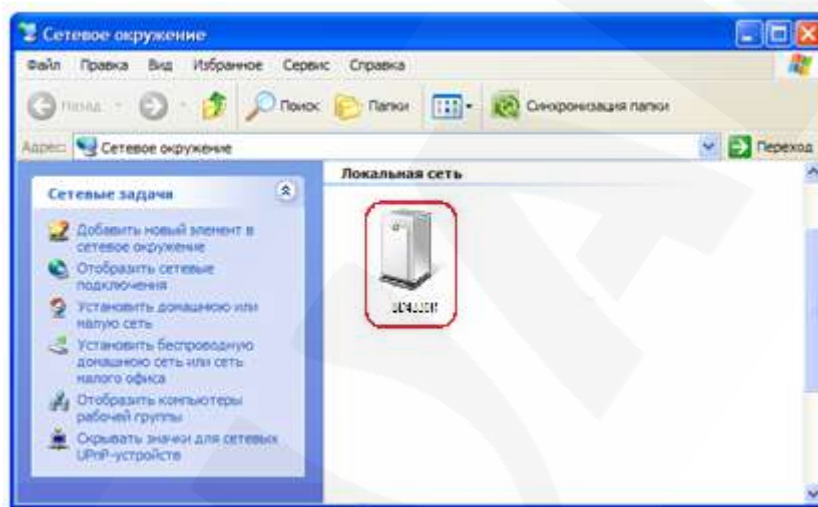 Сетевое окружение
Файл Правка Вид Избранное Сервис Справка
Назад Поиск Папки Синхронизация папки
Адрес: Сетевое окружение Переход
Сетевые задачи
Добавить новый элемент в
сетевое окружение
Отобразить сетевые
подключения
Установить домашнюю или
малую сеть
Установить беспроводную
домашнюю сеть или сеть
малого офиса
Отобразить компьютеры
рабочей группы
Скрывать значки для сетевых
UPnP-устройств
Локальная сеть